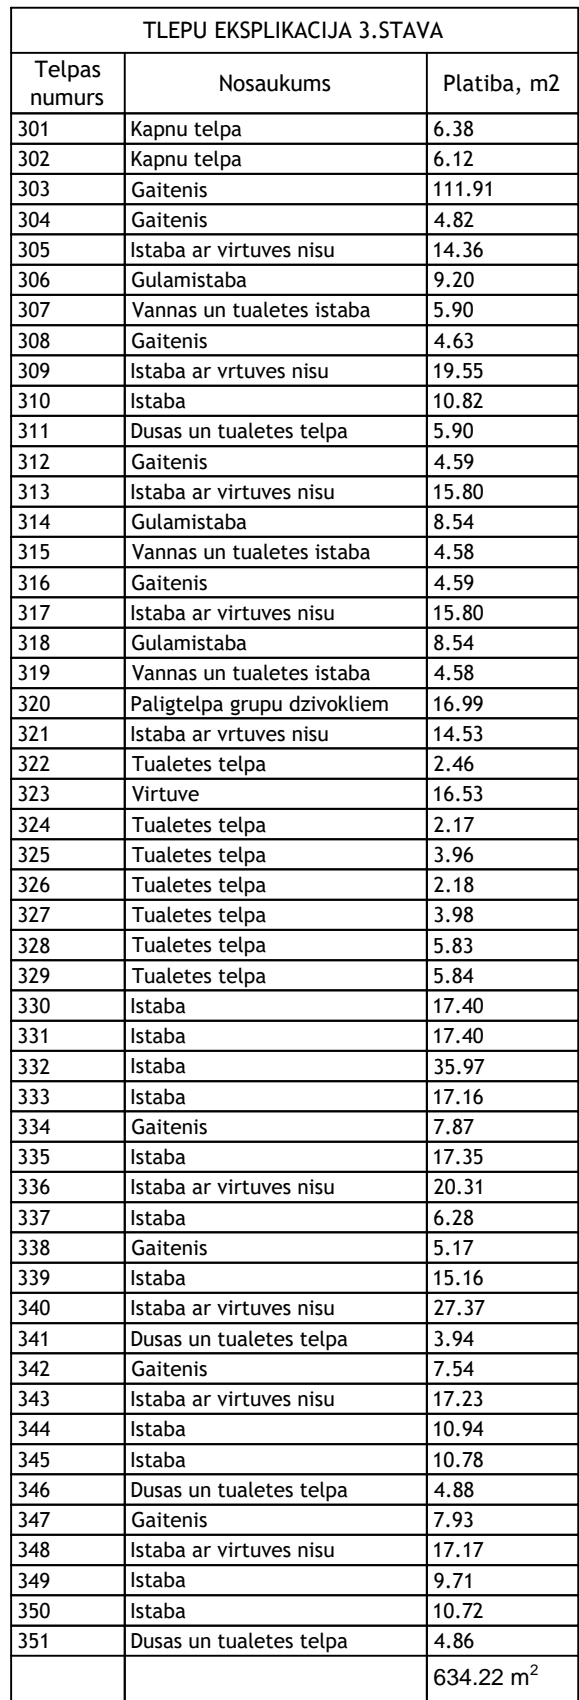 TLEPU EKSPLIKACIJA 3.STAVA
Telpas numurs Nosaukums Platiba, m2
301 Kapnu telpa 6.38
302 Kapnu telpa 6.12
303 Gaitenis 111.91
304 Gaitenis 4.82
305 Istaba ar virtuves nisu 14.36
306 Gulamistaba 9.20
307 Vannas un tualetes istaba 5.90
308 Gaitenis 4.63
309 Istaba ar vrtuves nisu 19.55
310 Istaba 10.82
311 Dusas un tualetes telpa 5.90
312 Gaitenis 4.59
313 Istaba ar virtuves nisu 15.80
314 Gulamistaba 8.54
315 Vannas un tualetes istaba 4.58
316 Gaitenis 4.59
317 Istaba ar virtuves nisu 15.80
318 Gulamistaba 8.54
319 Vannas un tualetes istaba 4.58
320 Paligtelpa grupu dzivokliem 16.99
321 Istaba ar vrtuves nisu 14.53
322 Tualetes telpa 2.46
323 Virtuve 16.53
324 Tualetes telpa 2.17
325 Tualetes telpa 3.96
326 Tualetes telpa 2.18
327 Tualetes telpa 3.98
328 Tualetes telpa 5.83
329 Tualetes telpa 5.84
330 Istaba 17.40
331 Istaba 17.40
332 Istaba 35.97
333 Istaba 17.16
334 Gaitenis 7.87
335 Istaba 17.35
336 Istaba ar virtuves nisu 20.31
337 Istaba 6.28
338 Gaitenis 5.17
339 Istaba 15.16
340 Istaba ar virtuves nisu 27.37
341 Dusas un tualetes telpa 3.94
342 Gaitenis 7.54
343 Istaba ar virtuves nisu 17.23
344 Istaba 10.94
345 Istaba 10.78
346 Dusas un tualetes telpa 4.88
347 Gaitenis 7.93
348 Istaba ar virtuves nisu 17.17
349 Istaba 9.71
350 Istaba 10.72
351 Dusas un tualetes telpa 4.86
634.22 m²